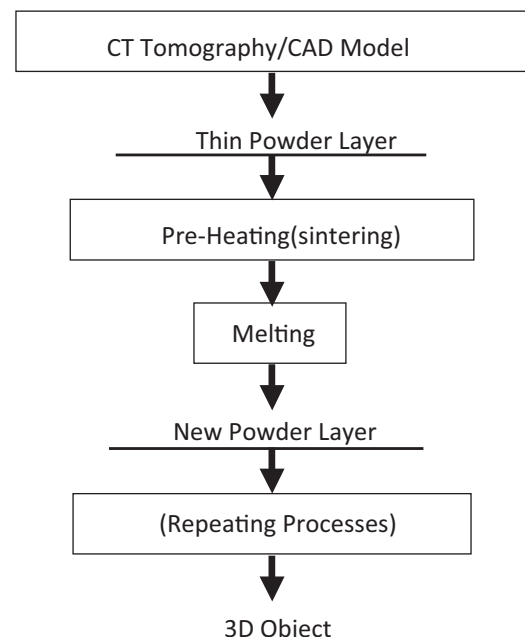 CT Tomography/CAD Model
Thin Powder Layer
Pre-Heating(sintering)
Melting
New Powder Layer
(Repeating Processes)
3D Object